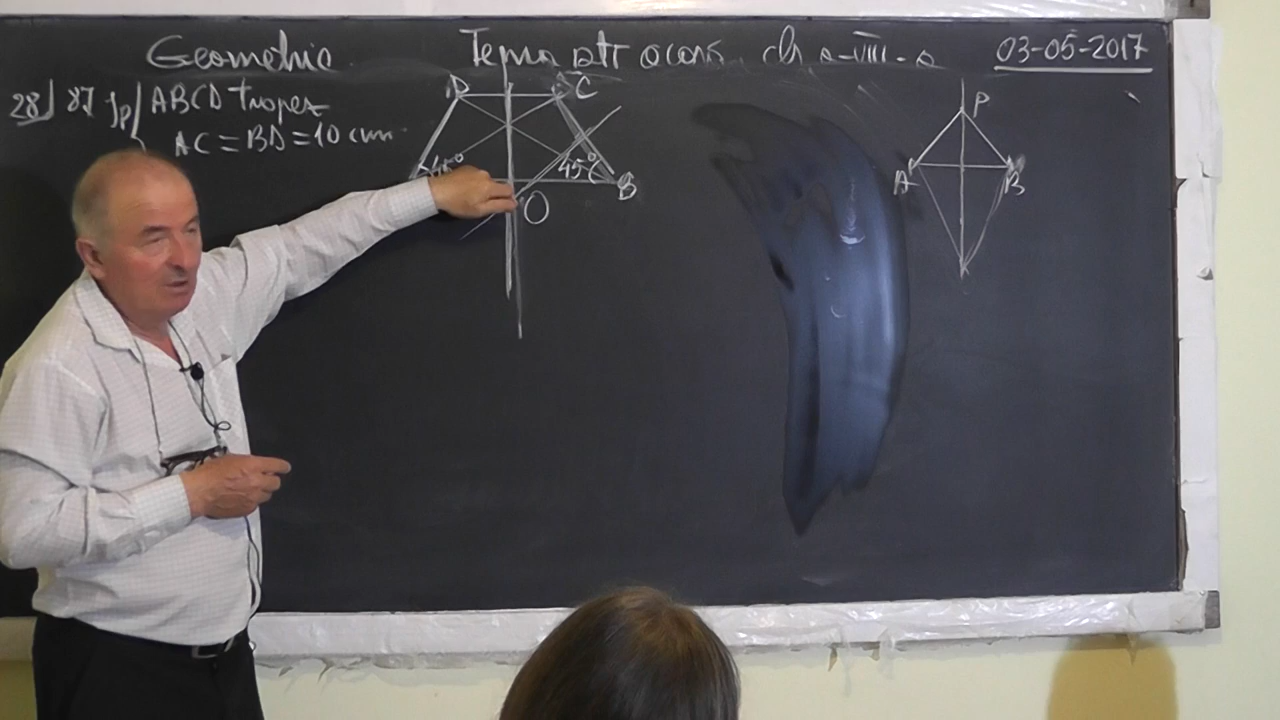 Geometrie Tema ptr acasă, cls a-VIII-a 03-05-2017
28/ 87 Ip/ ABCD trapez
AC = BD = 10 cm
D C
45° 45°
B
O
P
A B